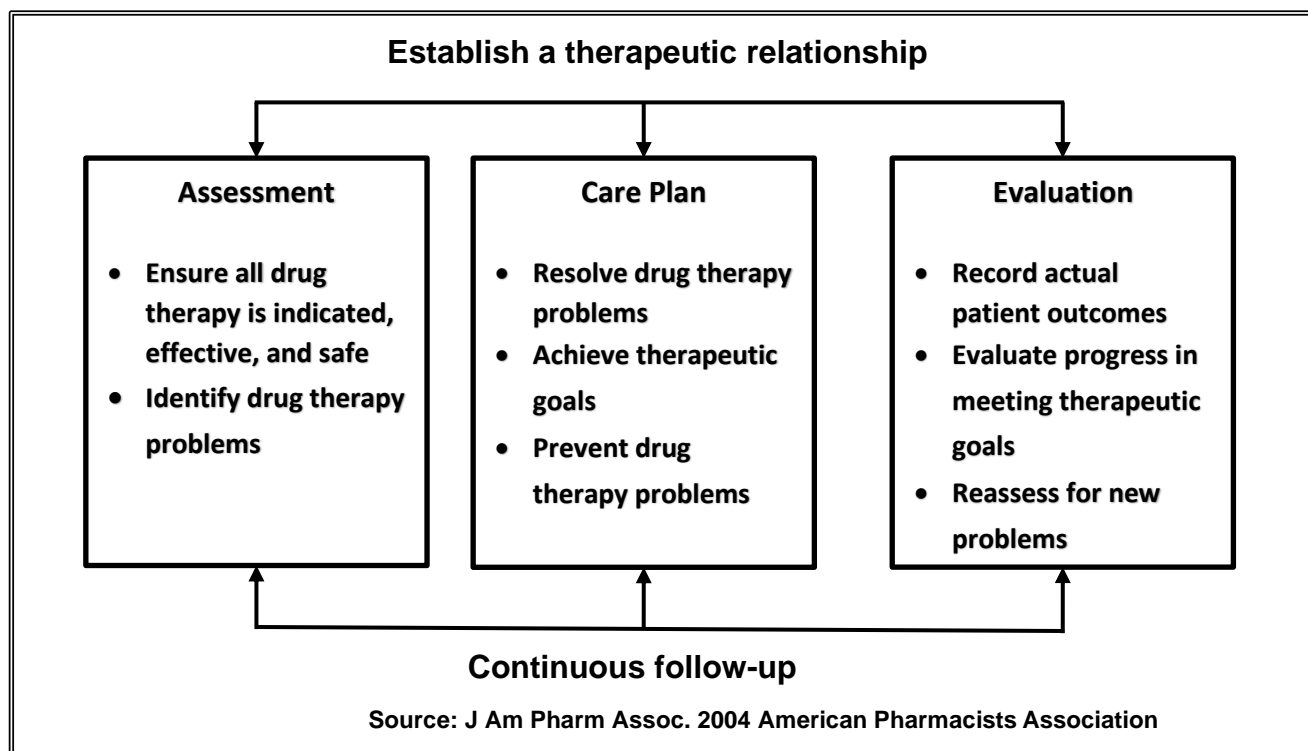 Establish a therapeutic relationship
Assessment
• Ensure all drug
therapy is indicated,
effective, and safe
• Identify drug therapy
problems
Care Plan
• Resolve drug therapy
problems
• Achieve therapeutic
goals
• Prevent drug
therapy problems
Evaluation
• Record actual
patient outcomes
• Evaluate progress in
meeting therapeutic
goals
• Reassess for new
problems
Continuous follow-up
Source: J Am Pharm Assoc. 2004 American Pharmacists Association